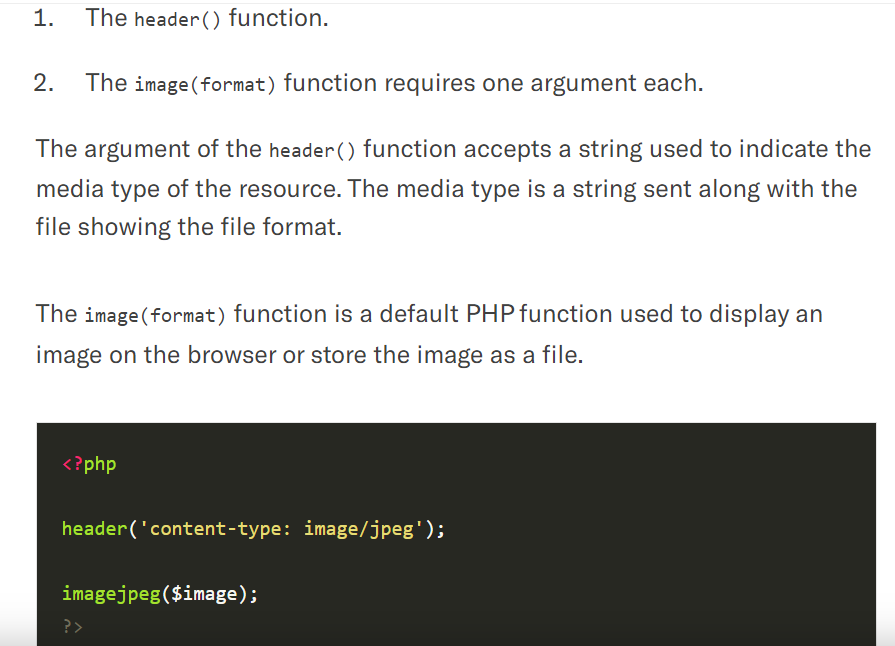 1. The header() function.
2. The image(format) function requires one argument each.
The argument of the header() function accepts a string used to indicate the
media type of the resource. The media type is a string sent along with the
file showing the file format.
The image(format) function is a default PHP function used to display an
image on the browser or store the image as a file.
<?php
header('content-type: image/jpeg');
imagejpeg($image);
?>